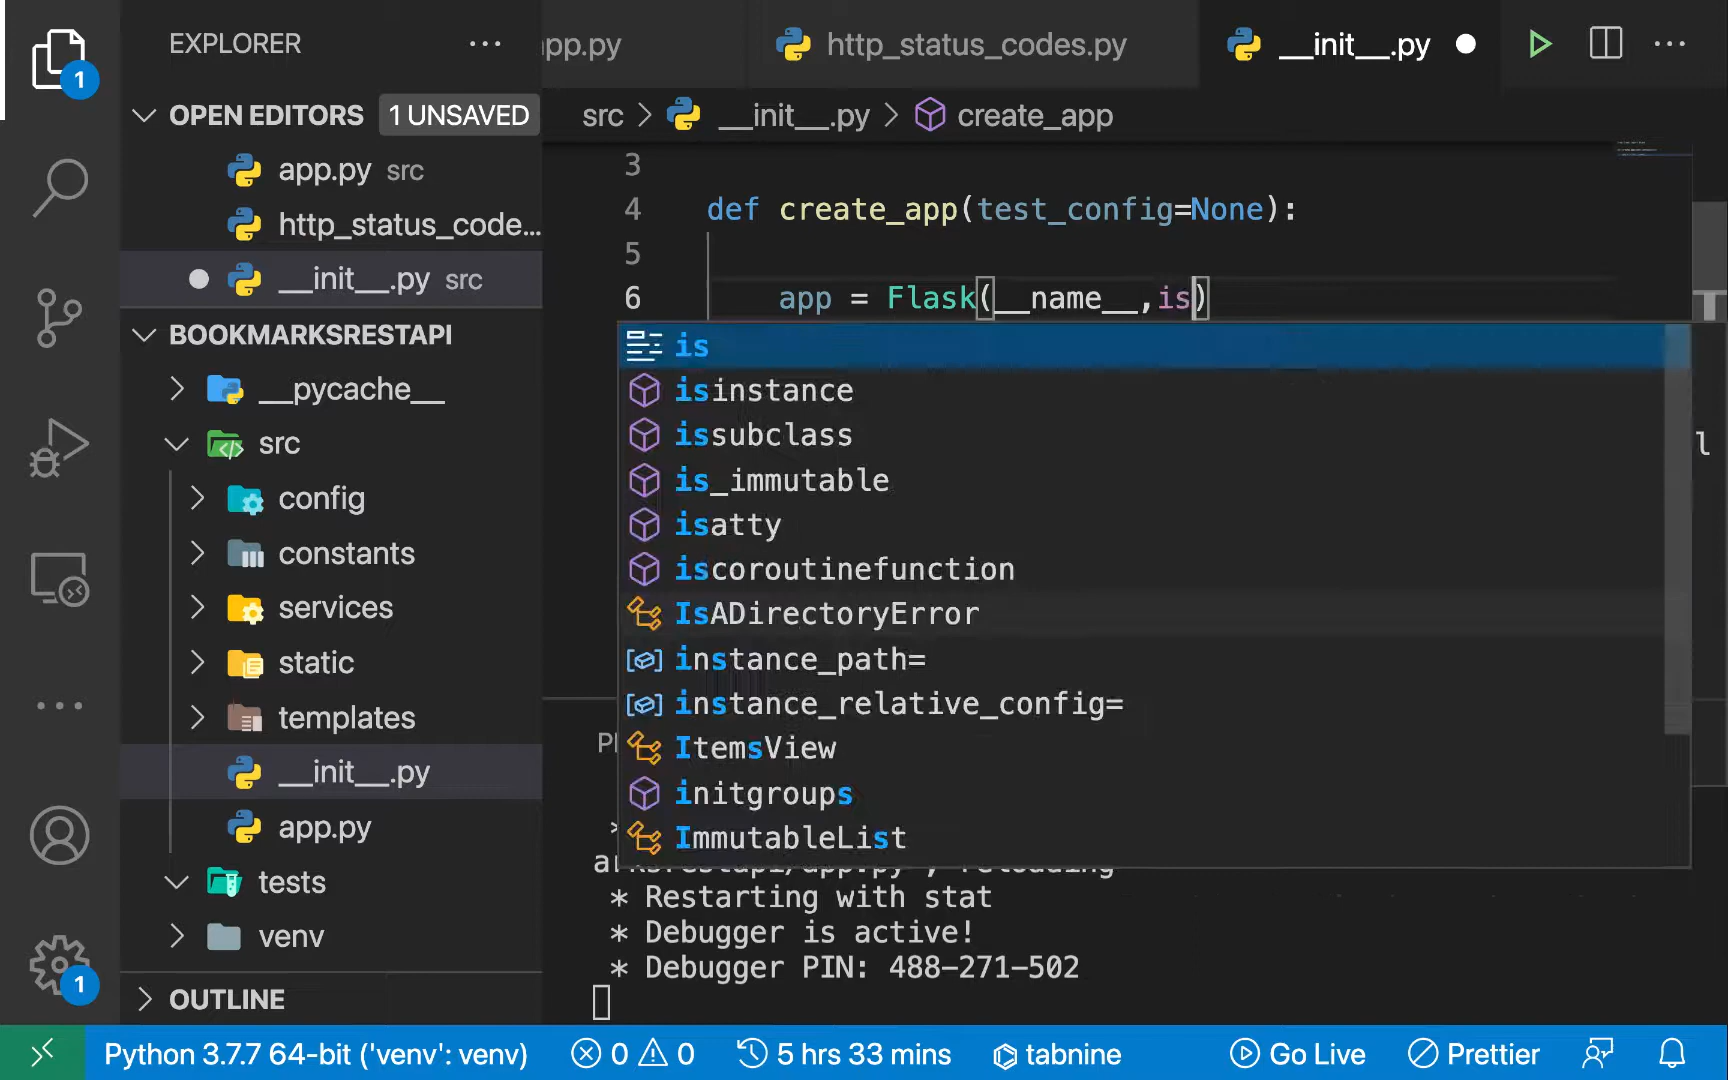 EXPLORER
pp.py
http_status_codes.py
__init__.py
1
OPEN EDITORS
1 UNSAVED
src
__init__.py
create_app
app.py src
http_status_code...
__init__.py src
BOOKMARKSRESTAPI
__pycache__
src
config
constants
services
static
templates
__init__.py
app.py
tests
venv
OUTLINE
3
4 def create_app(test_config=None):
5
6 app = Flask(__name__,is)
is
isinstance
issubclass
is_immutable
isatty
iscoroutinefunction
IsADirectoryError
instance_path=
instance_relative_config=
ItemsView
initgroups
ImmutableList
l
* Restarting with stat
* Debugger is active!
* Debugger PIN: 488-271-502
1
Python 3.7.7 64-bit ('venv': venv)
0
0
5 hrs 33 mins
tabnine
Go Live
Prettier